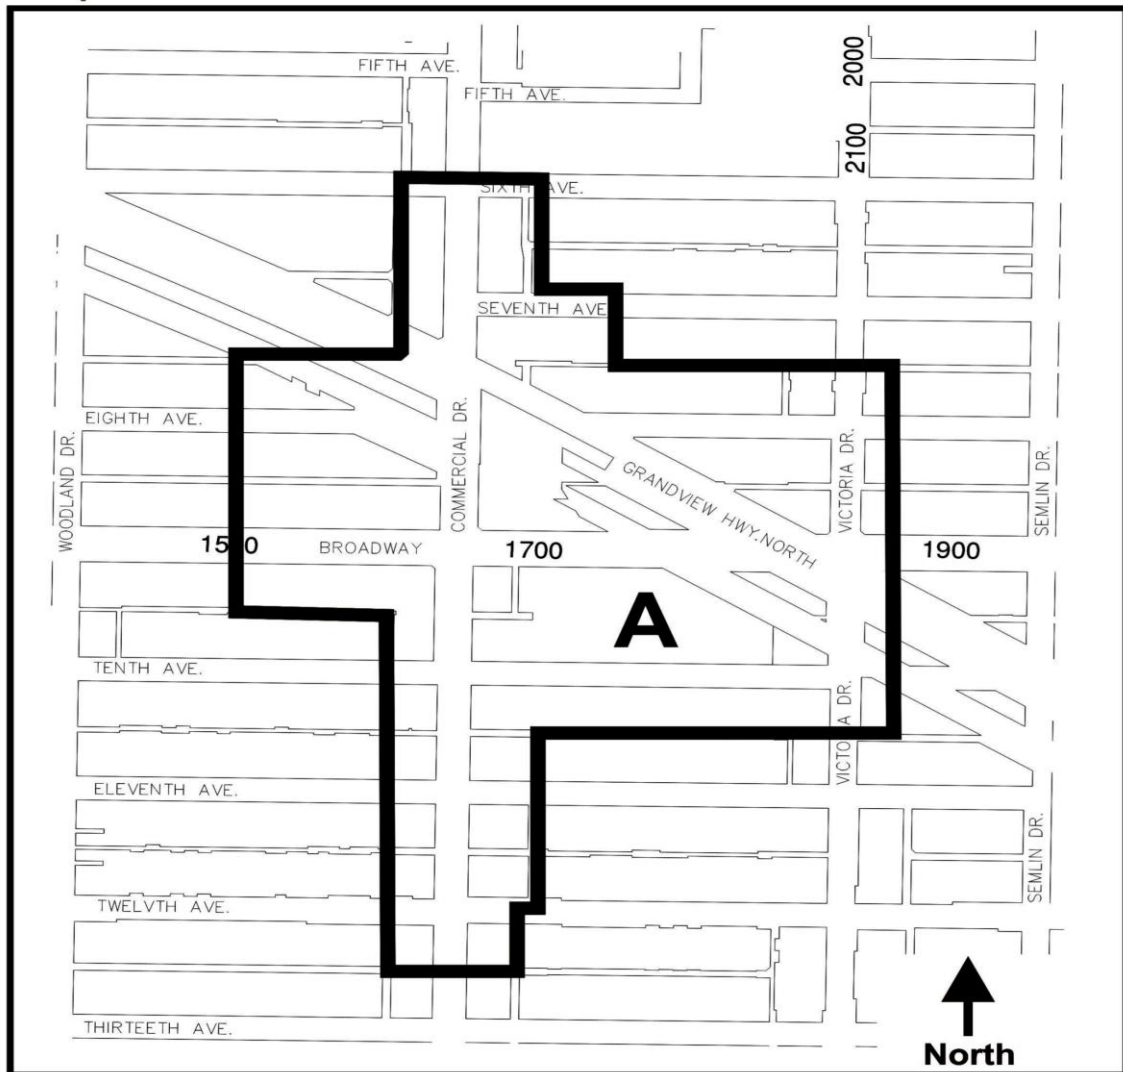 FIFTH AVE.
FIFTH AVE.
2000
2100
SIXTH AVE.
SEVENTH AVE
EIGHTH AVE.
WOODLAND DR.
COMMERCIAL DR.
VICTORIA DR.
SEMLIN DR.
GRANDVIEW HWY.NORTH
1500
BROADWAY
1700
1900
A
TENTH AVE.
VICTORIA DR.
ELEVENTH AVE.
SEMLIN DR.
TWELVTH AVE.
THIRTEETH AVE.
North